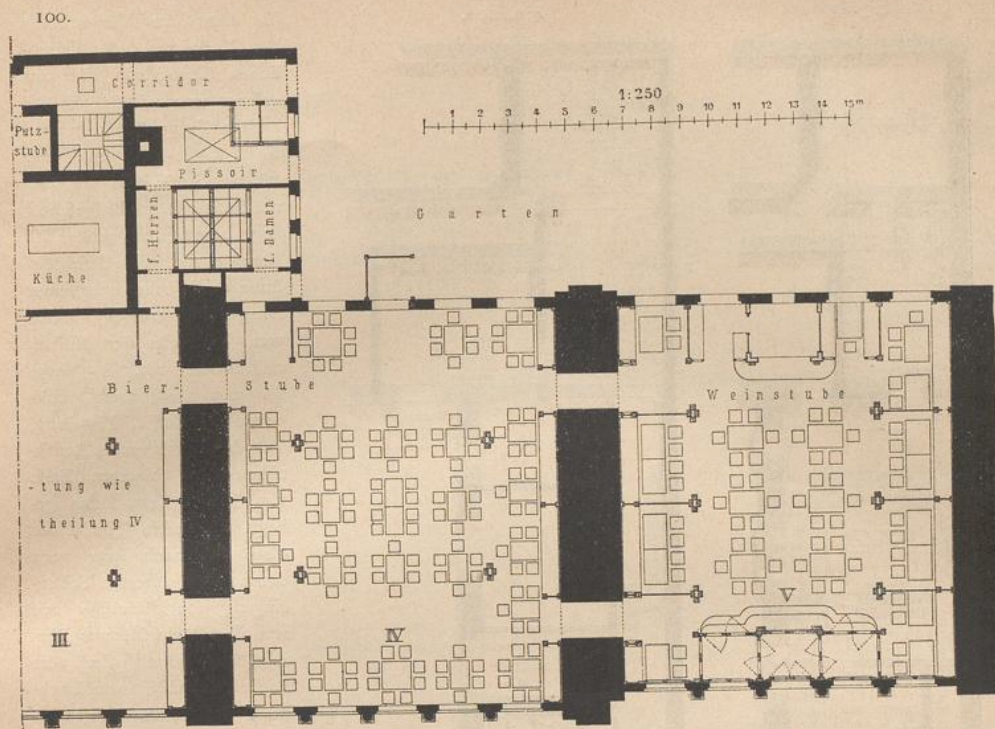 100.
Corridor
1:250
1 2 3 4 5 6 7 8 9 10 11 12 13 14 15 m
Putz-
stube
Pissoir
f. Herren
f. Damen
Garten
Küche
Bier- Stube
Weinstube
-tung wie
theilung IV
III
IV
V